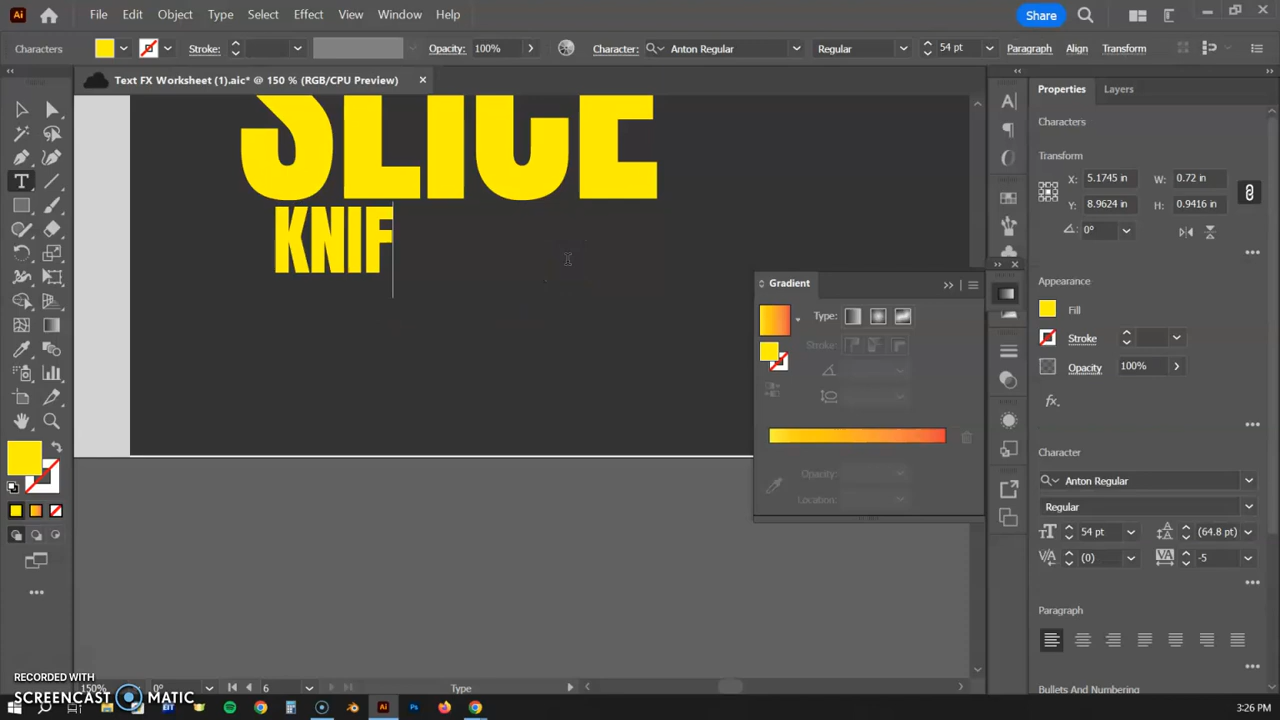 Ai File Edit Object Type Select Effect View Window Help Share
Characters Stroke: Opacity: 100% Character: Anton Regular Regular 54 pt Paragraph Align Transform
Text FX Worksheet (1).aic* @ 150 % (RGB/CPU Preview)
SLICE
KNIF
Properties Layers
Characters
Transform
X: 5.1745 in W: 0.72 in
Y: 8.9624 in H: 0.9416 in
0°
Appearance
Fill
Stroke
Opacity 100%
fx.
Character
Anton Regular
Regular
54 pt (64.8 pt)
(0) -5
Paragraph
Bullets And Numbering
Gradient
Type:
Stroke:
Opacity:
Location:
150% 0° 6 Type
RECORDED WITH
SCREENCAST MATIC
Ai Ps 3:26 PM